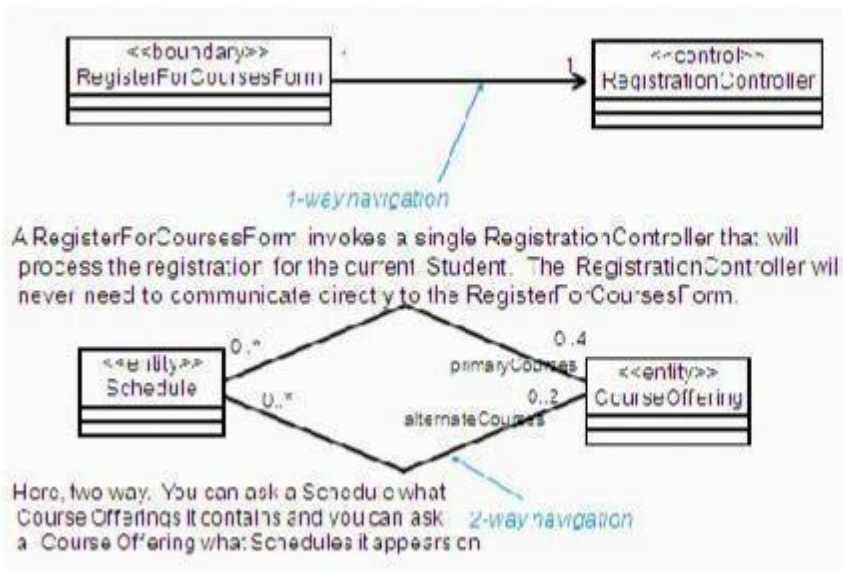 <<boundary>>
RegisterForCoursesForm
1
<<control>>
RegistrationController
1-way navigation
A RegisterForCoursesForm invokes a single RegistrationController that will
process the registration for the current Student. The RegistrationController will
never need to communicate directly to the RegisterForCoursesForm.
0..*
0..4
<<entity>>
Schedule
primaryCourses
<<entity>>
CourseOffering
0..*
0..2
alternateCourses
Here, two way. You can ask a Schedule what
Course Offerings it contains and you can ask
a Course Offering what Schedules it appears on
2-way navigation